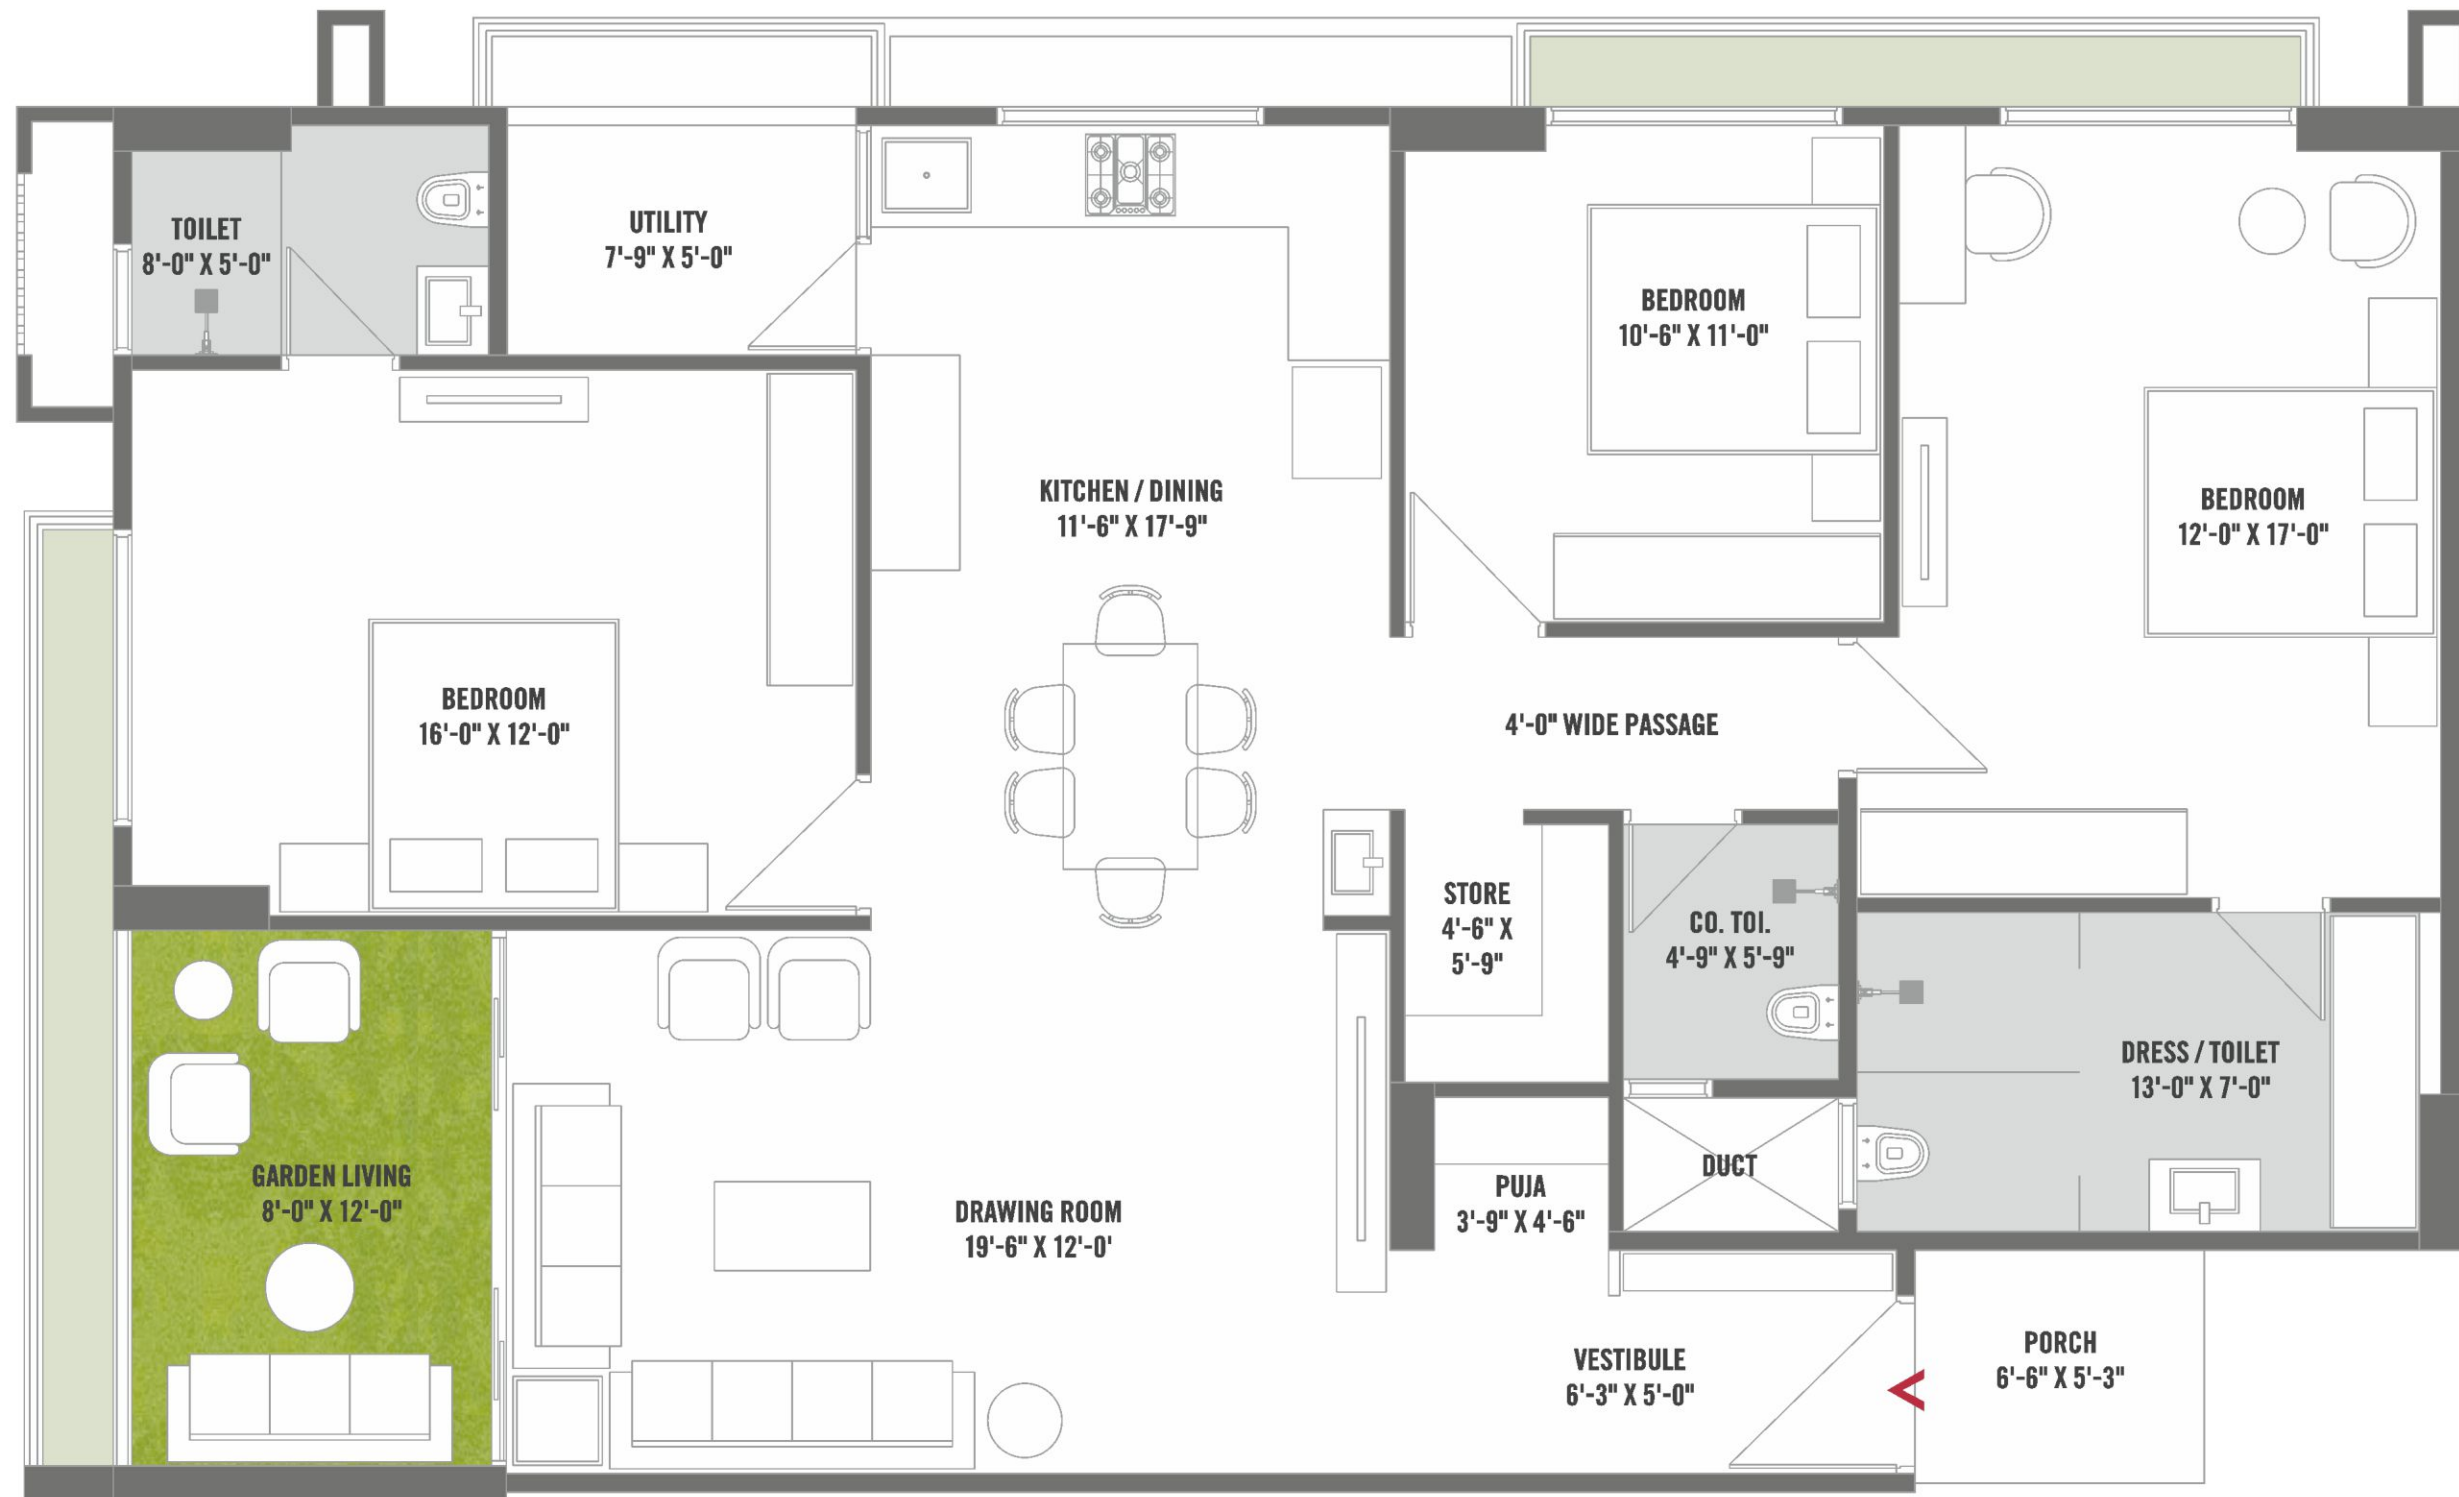 TOILET
8'-0" X 5'-0"
UTILITY
7'-9" X 5'-0"
BEDROOM
10'-6" X 11'-0"
KITCHEN / DINING
11'-6" X 17'-9"
BEDROOM
12'-0" X 17'-0"
BEDROOM
16'-0" X 12'-0"
4'-0" WIDE PASSAGE
STORE
4'-6" X
5'-9"
CO. TOI.
4'-9" X 5'-9"
DRESS / TOILET
13'-0" X 7'-0"
GARDEN LIVING
8'-0" X 12'-0"
DRAWING ROOM
19'-6" X 12'-0'
PUJA
3'-9" X 4'-6"
DUCT
VESTIBULE
6'-3" X 5'-0"
PORCH
6'-6" X 5'-3"